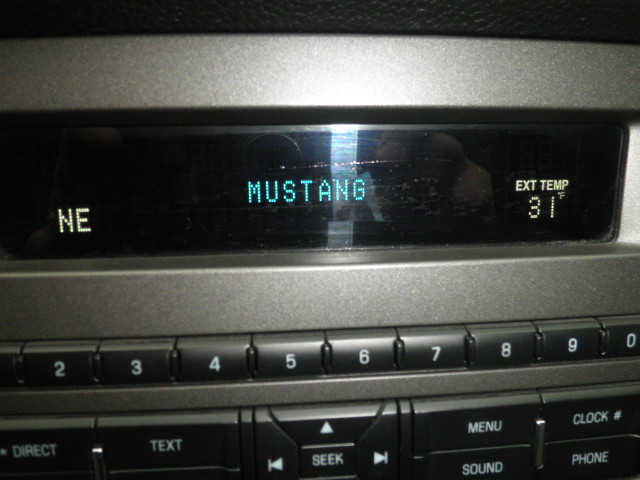 MUSTANG
EXT TEMP
NE
31°F
2 3 4 5 6 7 8 9 0
* DIRECT
TEXT
SEEK
MENU
CLOCK #
SOUND
PHONE